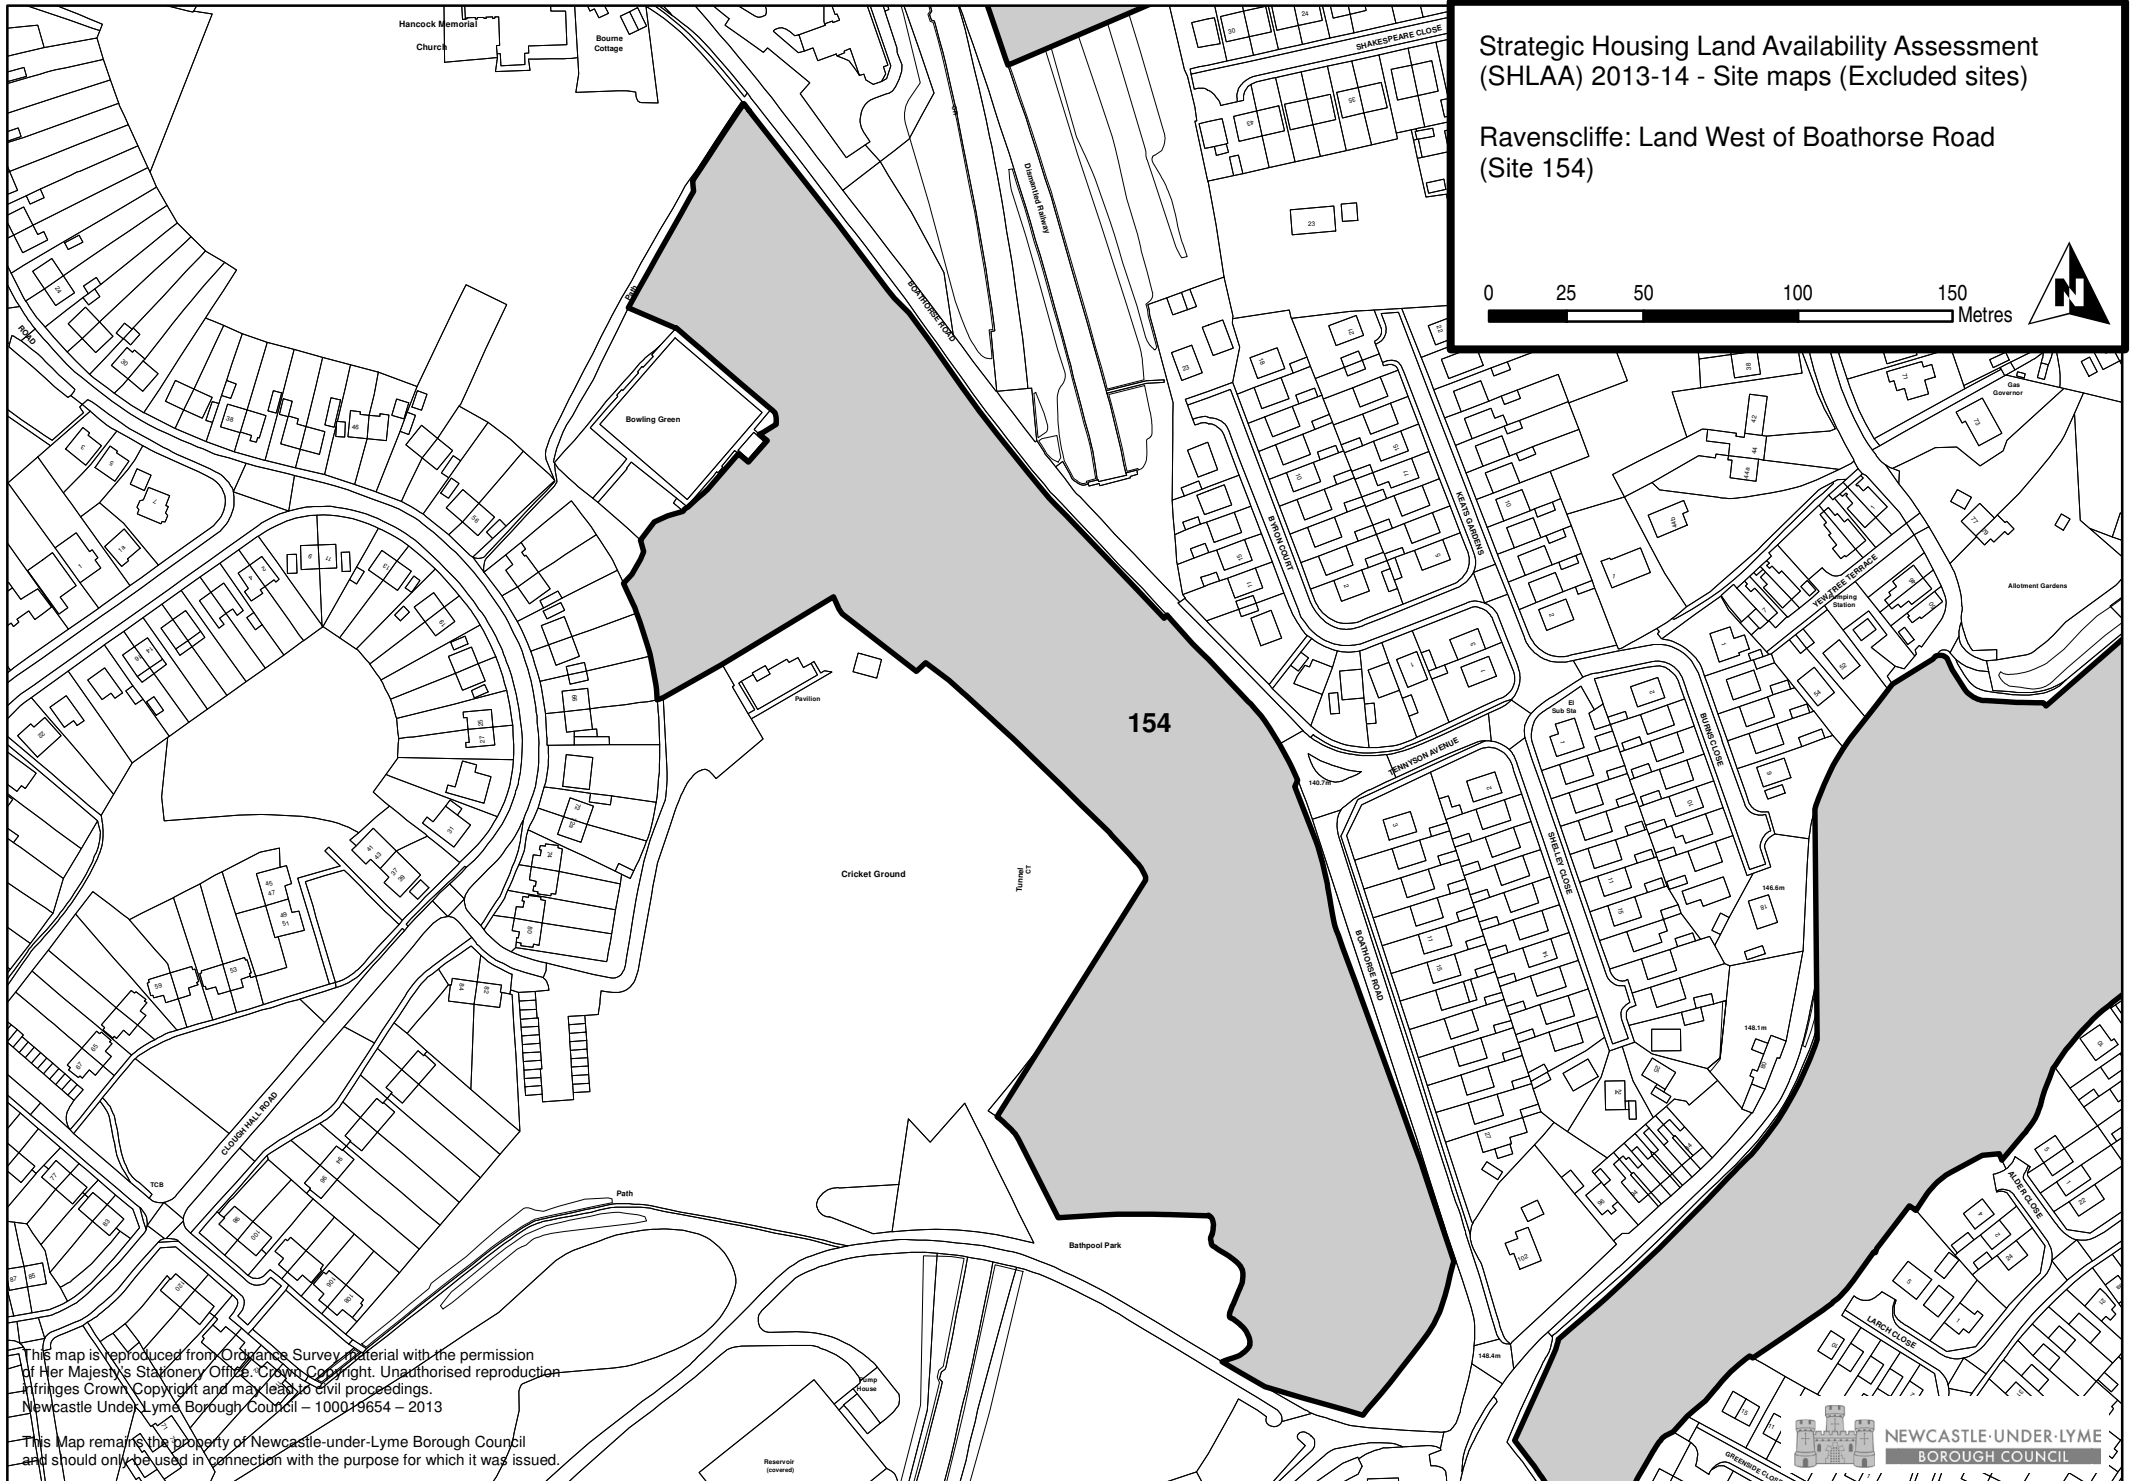 Strategic Housing Land Availability Assessment
(SHLAA) 2013-14 - Site maps (Excluded sites)
Ravenscliffe: Land West of Boathorse Road
(Site 154)
0 25 50 100 150
Metres
N
Hancock Memorial
Church
Bourne
Cottage
SHAKESPEARE CLOSE
Dismantled Railway
BOATHORSE ROAD
Path
ROAD
Bowling Green
Gas
Governor
KEATS GARDENS
BYRON COURT
YEW TREE TERRACE
Pumping
Station
Allotment Gardens
Pavilion
154
El
Sub Sta
TENNYSON AVENUE
BURNS CLOSE
140.7m
SHELLEY CLOSE
Cricket Ground
Tunnel
CT
146.6m
BOATHORSE ROAD
148.1m
CLOUGH HALL ROAD
TCB
Path
Bathpool Park
ALDER CLOSE
LARCH CLOSE
148.4m
Pump
House
Reservoir
(covered)
GREENSIDE CLOSE
This map is reproduced from Ordnance Survey material with the permission
of Her Majesty's Stationery Office. Crown Copyright. Unauthorised reproduction
infringes Crown Copyright and may lead to civil proceedings.
Newcastle Under Lyme Borough Council – 100019654 – 2013
This Map remains the property of Newcastle-under-Lyme Borough Council
and should only be used in connection with the purpose for which it was issued.
NEWCASTLE·UNDER·LYME
BOROUGH COUNCIL